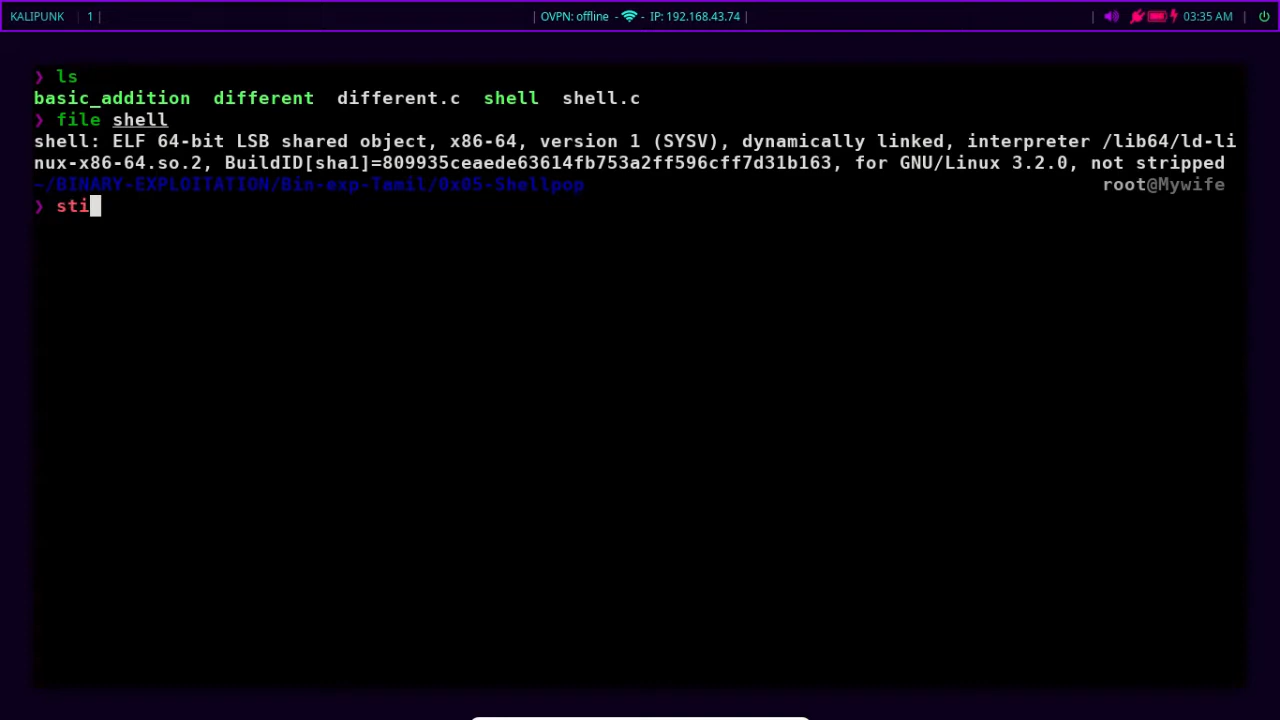 KALIPUNK | 1 | | OVPN: offline - - IP: 192.168.43.74 | | 03:35 AM |
❯ ls
basic_addition different different.c shell shell.c
❯ file shell
shell: ELF 64-bit LSB shared object, x86-64, version 1 (SYSV), dynamically linked, interpreter /lib64/ld-li
nux-x86-64.so.2, BuildID[sha1]=809935ceaede63614fb753a2ff596cff7d31b163, for GNU/Linux 3.2.0, not stripped
~/BINARY-EXPLOITATION/Bin-exp-Tamil/0x05-Shellpop root@Mywife
❯ sti